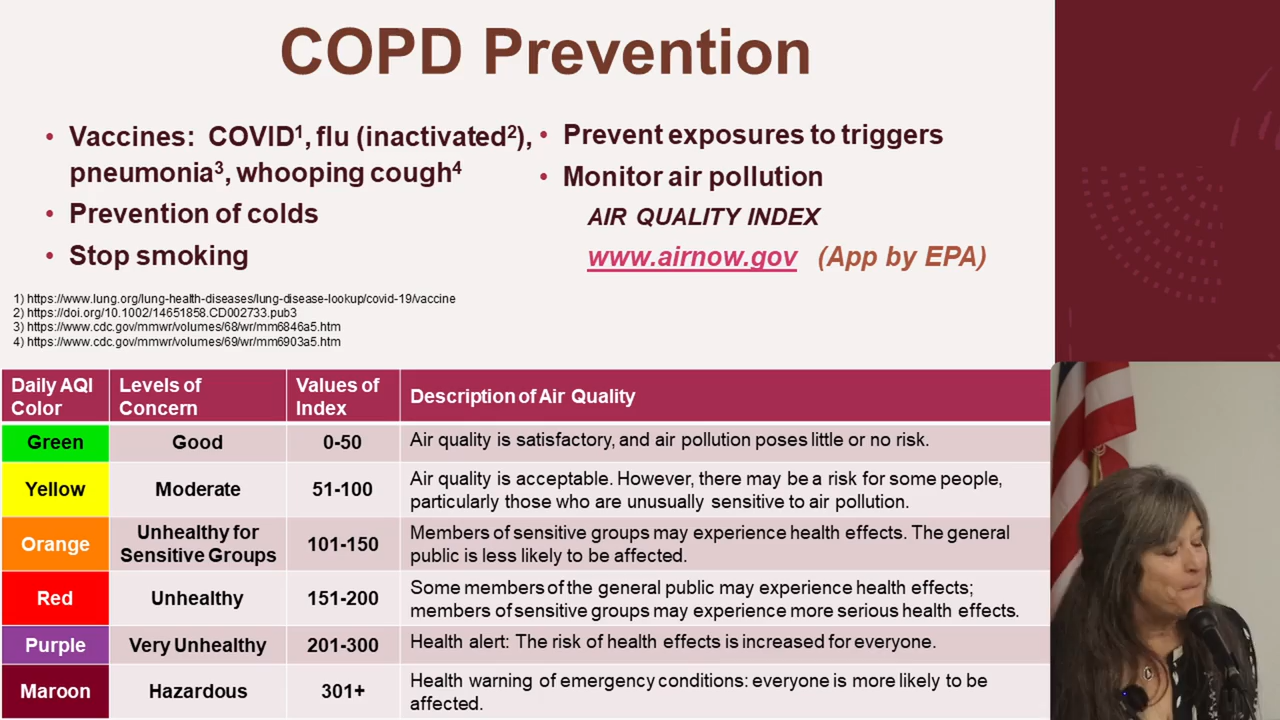 COPD Prevention
• Vaccines: COVID¹, flu (inactivated²),
pneumonia³, whooping cough⁴
• Prevention of colds
• Stop smoking
• Prevent exposures to triggers
• Monitor air pollution
AIR QUALITY INDEX
www.airnow.gov (App by EPA)
1) https://www.lung.org/lung-health-diseases/lung-disease-lookup/covid-19/vaccine
2) https://doi.org/10.1002/14651858.CD002733.pub3
3) https://www.cdc.gov/mmwr/volumes/68/wr/mm6846a5.htm
4) https://www.cdc.gov/mmwr/volumes/69/wr/mm6903a5.htm
Daily AQI
Color
Levels of
Concern
Values of
Index
Description of Air Quality
Green
Good
0-50
Air quality is satisfactory, and air pollution poses little or no risk.
Yellow
Moderate
51-100
Air quality is acceptable. However, there may be a risk for some people,
particularly those who are unusually sensitive to air pollution.
Orange
Unhealthy for
Sensitive Groups
101-150
Members of sensitive groups may experience health effects. The general
public is less likely to be affected.
Red
Unhealthy
151-200
Some members of the general public may experience health effects;
members of sensitive groups may experience more serious health effects.
Purple
Very Unhealthy
201-300
Health alert: The risk of health effects is increased for everyone.
Maroon
Hazardous
301+
Health warning of emergency conditions: everyone is more likely to be
affected.